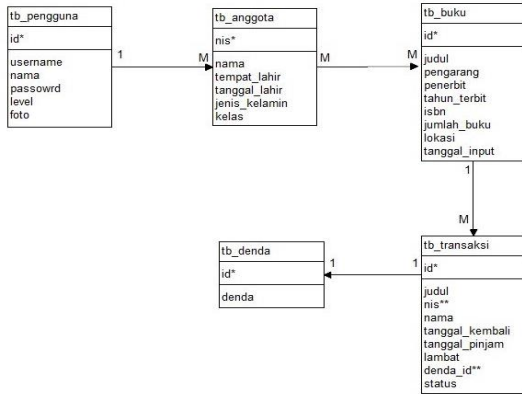 tb_pengguna
id*
username
nama
passowrd
level
foto
1
M
tb_anggota
nis*
nama
tempat_lahir
tanggal_lahir
jenis_kelamin
kelas
M
M
tb_buku
id*
judul
pengarang
penerbit
tahun_terbit
isbn
jumlah_buku
lokasi
tanggal_input
1
M
tb_transaksi
id*
judul
nis**
nama
tanggal_kembali
tanggal_pinjam
lambat
denda_id**
status
1
1
tb_denda
id*
denda